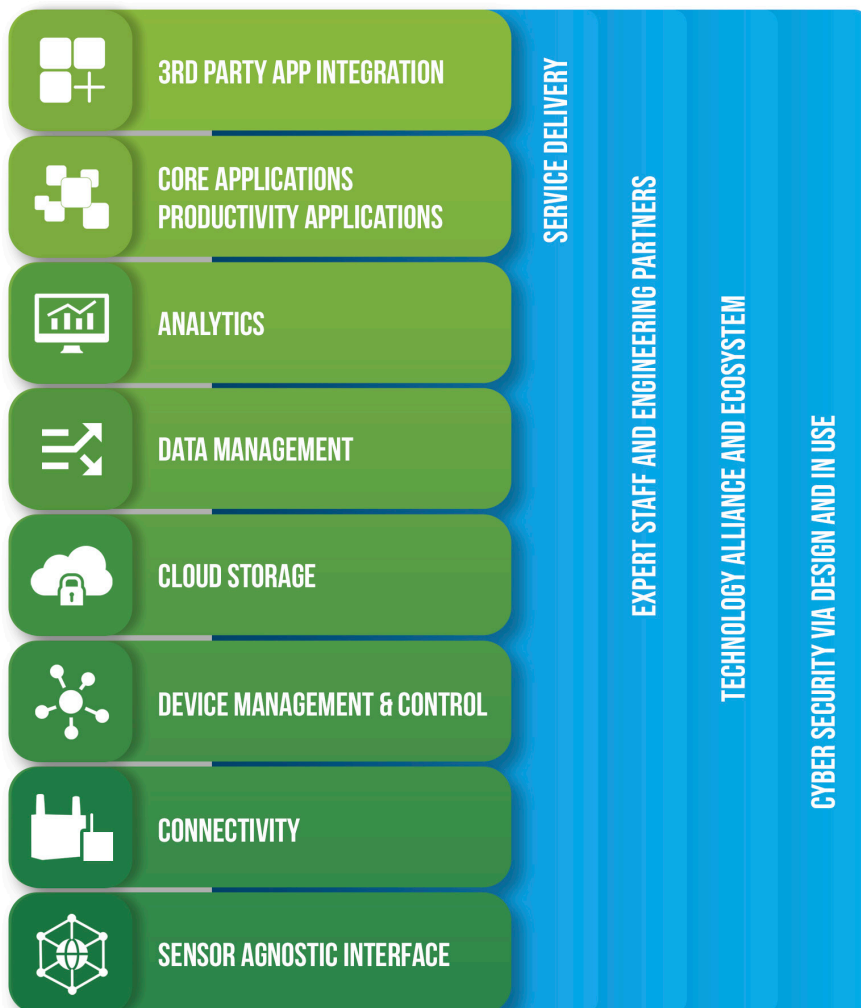 3RD PARTY APP INTEGRATION
CORE APPLICATIONS
PRODUCTIVITY APPLICATIONS
ANALYTICS
DATA MANAGEMENT
CLOUD STORAGE
DEVICE MANAGEMENT & CONTROL
CONNECTIVITY
SENSOR AGNOSTIC INTERFACE
SERVICE DELIVERY
EXPERT STAFF AND ENGINEERING PARTNERS
TECHNOLOGY ALLIANCE AND ECOSYSTEM
CYBER SECURITY VIA DESIGN AND IN USE